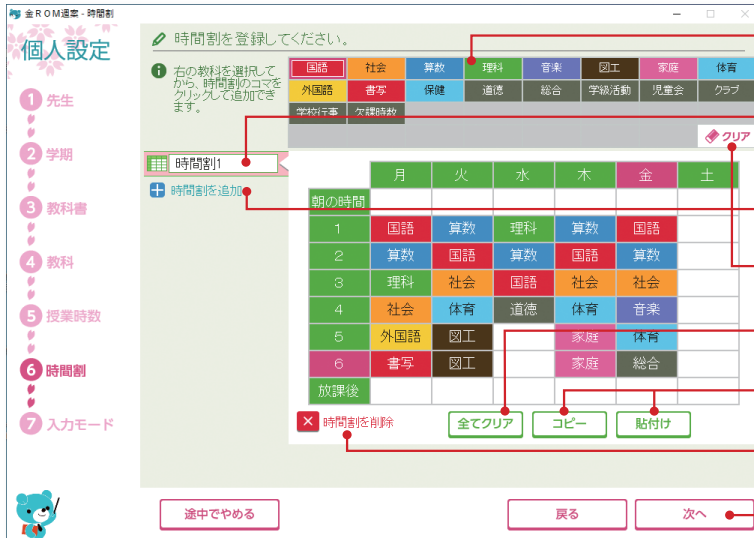 金ROM週案 - 時間割
個人設定
時間割を登録してください。
右の教科を選択して
から、時間割のコマを
クリックして追加でき
ます。
国語 社会 算数 理科 音楽 図工 家庭 体育
外国語 書写 保健 道徳 総合 学級活動 児童会 クラブ
学校行事 欠課時数
クリア
1 先生
2 学期
3 教科書
4 教科
5 授業時数
6 時間割
7 入力モード
時間割1
時間割を追加
月 火 水 木 金 土
朝の時間
1 国語 算数 理科 算数 国語
2 算数 国語 算数 国語 算数
3 理科 社会 国語 社会 社会
4 社会 体育 道徳 体育 音楽
5 外国語 図工 家庭 体育
6 書写 図工 家庭 総合
放課後
時間割を削除
全てクリア コピー 貼付け
途中でやめる 戻る 次へ